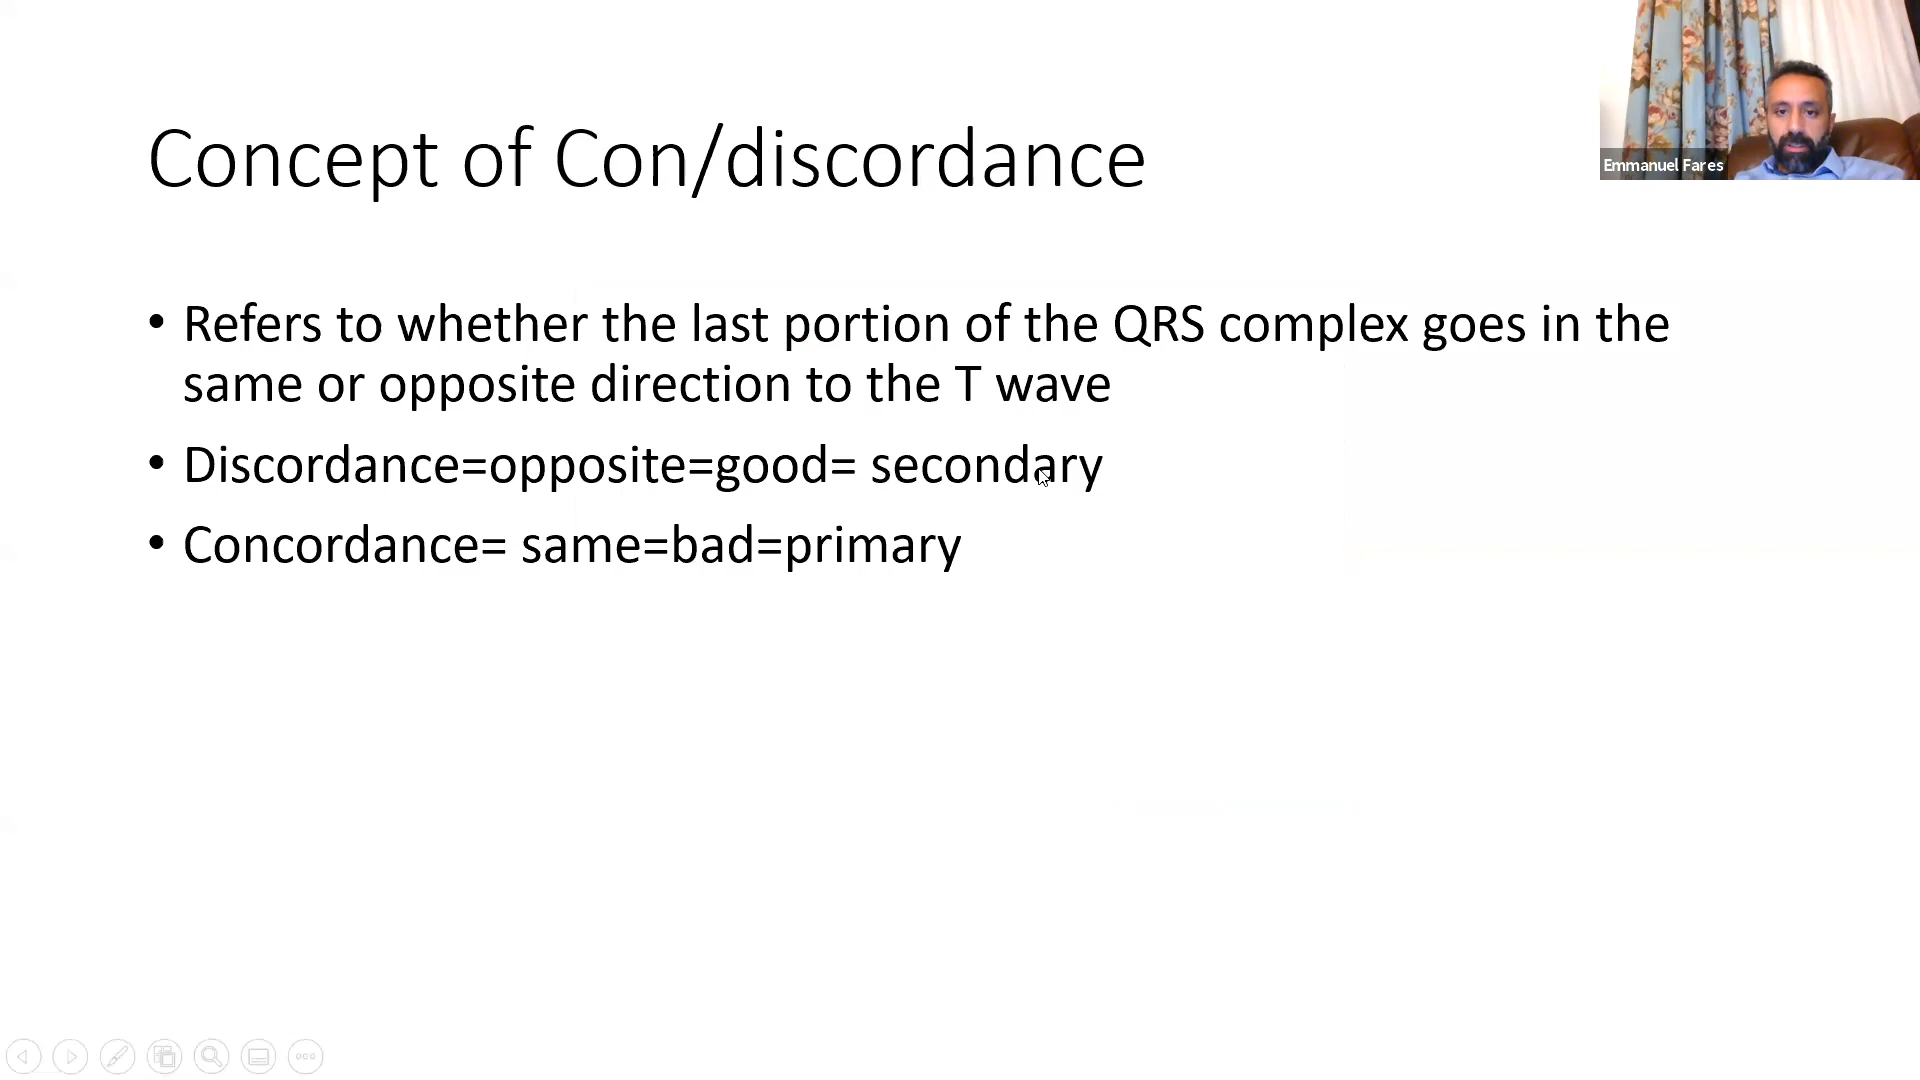 Concept of Con/discordance
Emmanuel Fares
• Refers to whether the last portion of the QRS complex goes in the
same or opposite direction to the T wave
• Discordance=opposite=good= secondary
• Concordance= same=bad=primary